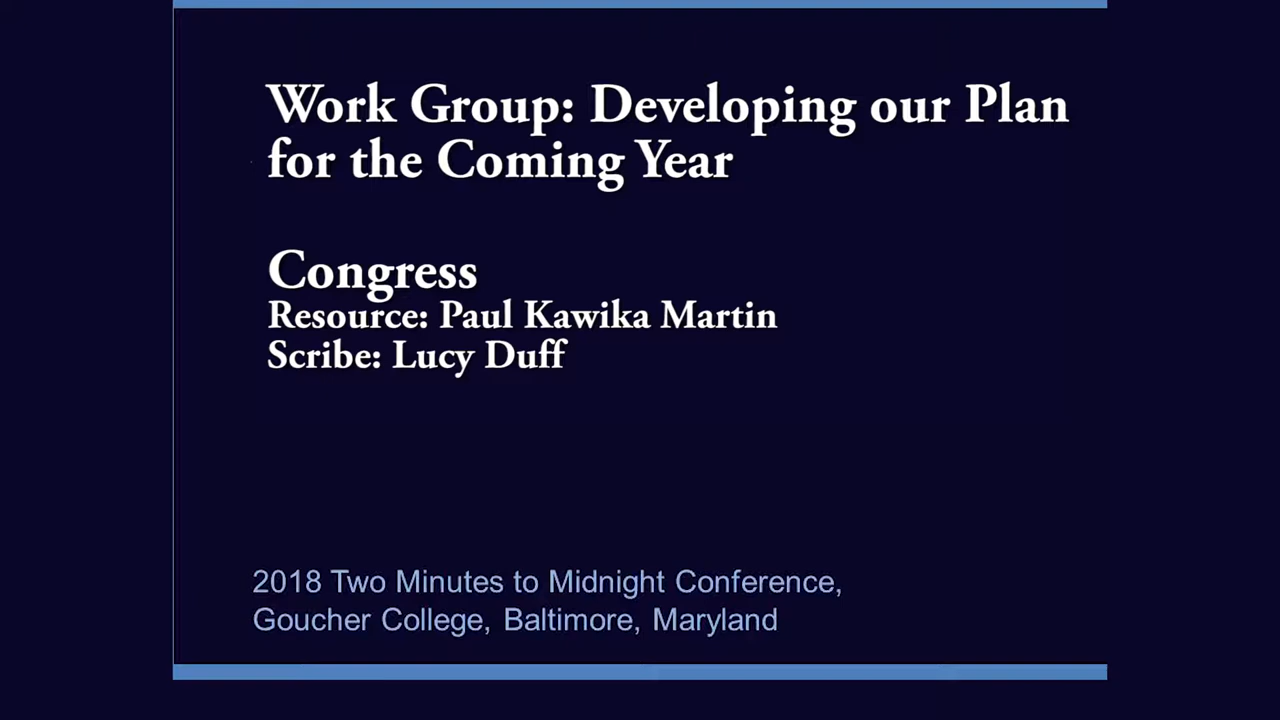 Work Group: Developing our Plan
for the Coming Year
Congress
Resource: Paul Kawika Martin
Scribe: Lucy Duff
2018 Two Minutes to Midnight Conference,
Goucher College, Baltimore, Maryland